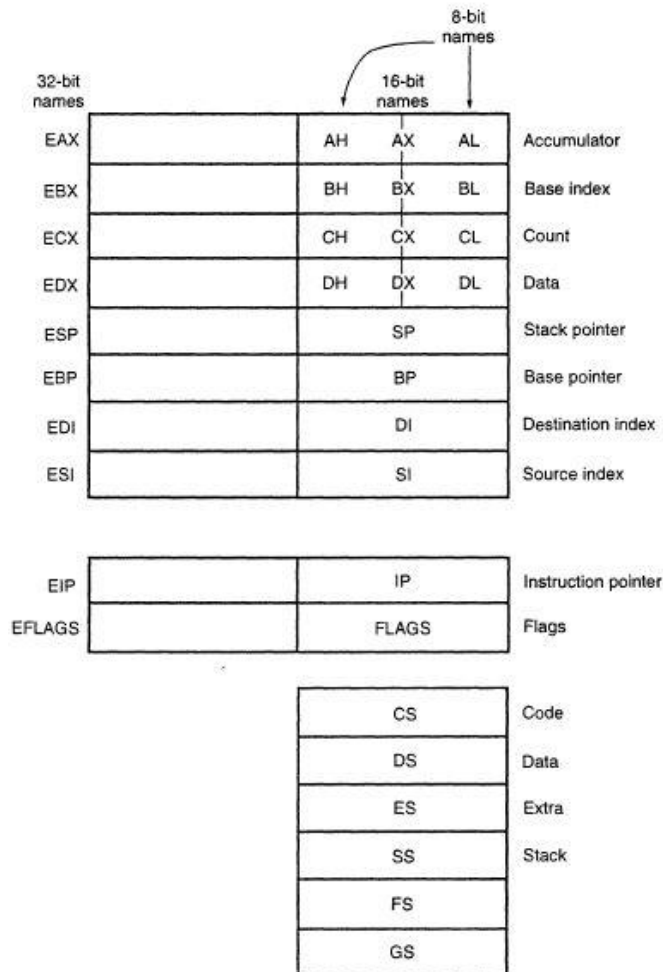 8-bit
names
32-bit
names
16-bit
names
EAX AH AX AL Accumulator
EBX BH BX BL Base index
ECX CH CX CL Count
EDX DH DX DL Data
ESP SP Stack pointer
EBP BP Base pointer
EDI DI Destination index
ESI SI Source index
EIP IP Instruction pointer
EFLAGS FLAGS Flags
CS Code
DS Data
ES Extra
SS Stack
FS
GS